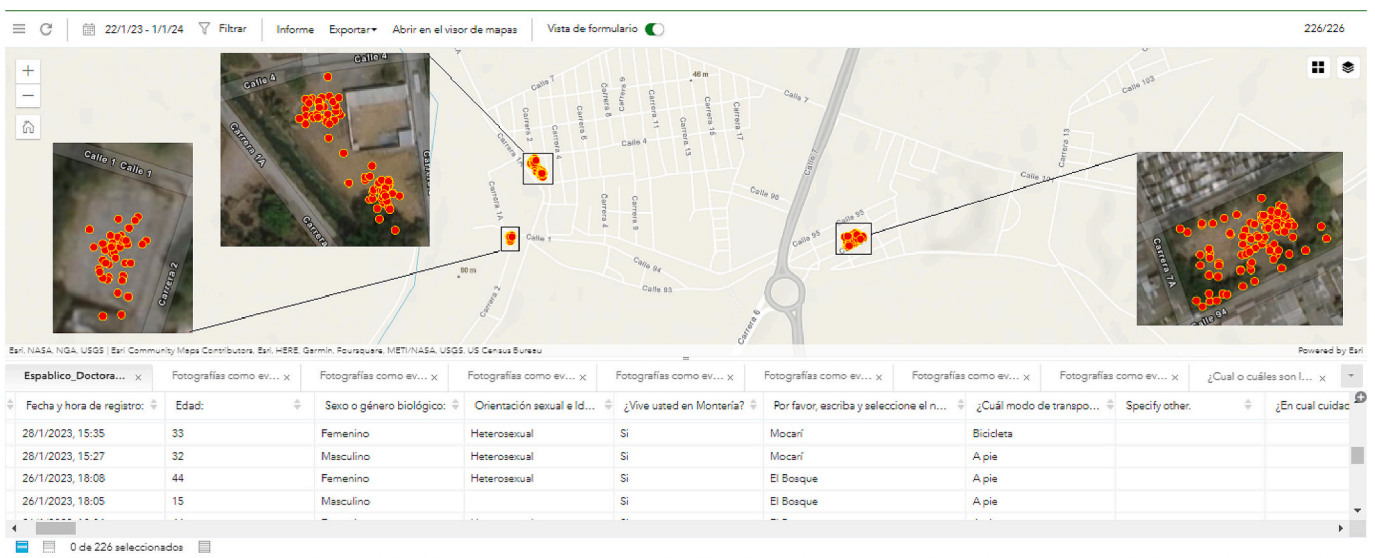 22/1/23 - 1/1/24 Filtrar Informe Exportar Abrir en el visor de mapas Vista de formulario 226/226
Calle 4 Calle 4
Carrera 1A
Carrera
Calle 1 Calle 1
Carrera 2
Calle 7
Carrera 2
Carrera 4
Carrera 6
Carrera 8
Carrera 9
Carrera 11
Carrera 13
Carrera 15
Carrera 17
46 m
Calle 4
Calle 7
Calle 7
Calle 103
Carrera 13
Calle 101
Carrera 1A
Carrera 1A
Carrera 4
Carrera 9
Calle 96
Calle 95
Calle 95
Calle 1
Calle 94
Calle 93
Carrera 2
Carrera 6
Carrera 7A
Calle 94
Esri, NASA, NGA, USGS | Esri Community Maps Contributors, Esri, HERE, Garmin, Foursquare, METI/NASA, USGS, US Census Bureau Powered by Esri
Espablico_Doctora... × Fotografías como ev... × Fotografías como ev... × Fotografías como ev... × Fotografías como ev... × Fotografías como ev... × Fotografías como ev... × Fotografías como ev... × ¿Cual o cuáles son l... ×
Fecha y hora de registro: Edad: Sexo o género biológico: Orientación sexual e Id... ¿Vive usted en Montería? Por favor, escriba y seleccione el n... ¿Cuál modo de transpo... Specify other. ¿En cual cuidad
28/1/2023, 15:35 33 Femenino Heterosexual Si Mocarí Bicicleta
28/1/2023, 15:27 32 Masculino Heterosexual Si Mocarí A pie
26/1/2023, 18:08 44 Femenino Heterosexual Si El Bosque A pie
26/1/2023, 18:05 15 Masculino Si El Bosque A pie
0 de 226 seleccionados